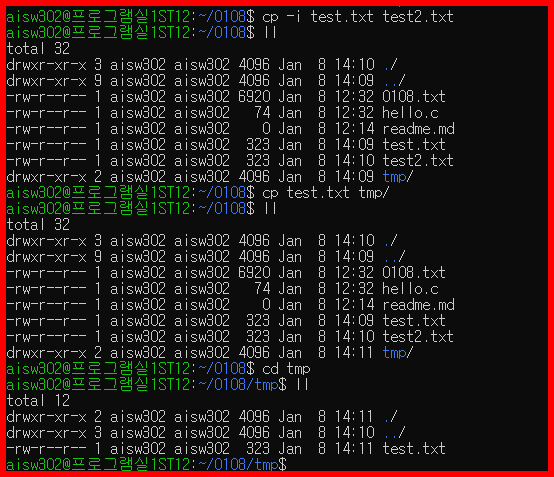 aisw302@프로그램실1ST12:~/0108$ cp -i test.txt test2.txt
aisw302@프로그램실1ST12:~/0108$ ll
total 32
drwxr-xr-x 3 aisw302 aisw302 4096 Jan  8 14:10 ./
drwxr-xr-x 9 aisw302 aisw302 4096 Jan  8 14:09 ../
-rw-r--r-- 1 aisw302 aisw302 6920 Jan  8 12:32 0108.txt
-rw-r--r-- 1 aisw302 aisw302   74 Jan  8 12:32 hello.c
-rw-r--r-- 1 aisw302 aisw302    0 Jan  8 12:14 readme.md
-rw-r--r-- 1 aisw302 aisw302  323 Jan  8 14:09 test.txt
-rw-r--r-- 1 aisw302 aisw302  323 Jan  8 14:10 test2.txt
drwxr-xr-x 2 aisw302 aisw302 4096 Jan  8 14:09 tmp/
aisw302@프로그램실1ST12:~/0108$ cp test.txt tmp/
aisw302@프로그램실1ST12:~/0108$ ll
total 32
drwxr-xr-x 3 aisw302 aisw302 4096 Jan  8 14:10 ./
drwxr-xr-x 9 aisw302 aisw302 4096 Jan  8 14:09 ../
-rw-r--r-- 1 aisw302 aisw302 6920 Jan  8 12:32 0108.txt
-rw-r--r-- 1 aisw302 aisw302   74 Jan  8 12:32 hello.c
-rw-r--r-- 1 aisw302 aisw302    0 Jan  8 12:14 readme.md
-rw-r--r-- 1 aisw302 aisw302  323 Jan  8 14:09 test.txt
-rw-r--r-- 1 aisw302 aisw302  323 Jan  8 14:10 test2.txt
drwxr-xr-x 2 aisw302 aisw302 4096 Jan  8 14:11 tmp/
aisw302@프로그램실1ST12:~/0108$ cd tmp
aisw302@프로그램실1ST12:~/0108/tmp$ ll
total 12
drwxr-xr-x 2 aisw302 aisw302 4096 Jan  8 14:11 ./
drwxr-xr-x 3 aisw302 aisw302 4096 Jan  8 14:10 ../
-rw-r--r-- 1 aisw302 aisw302  323 Jan  8 14:11 test.txt
aisw302@프로그램실1ST12:~/0108/tmp$